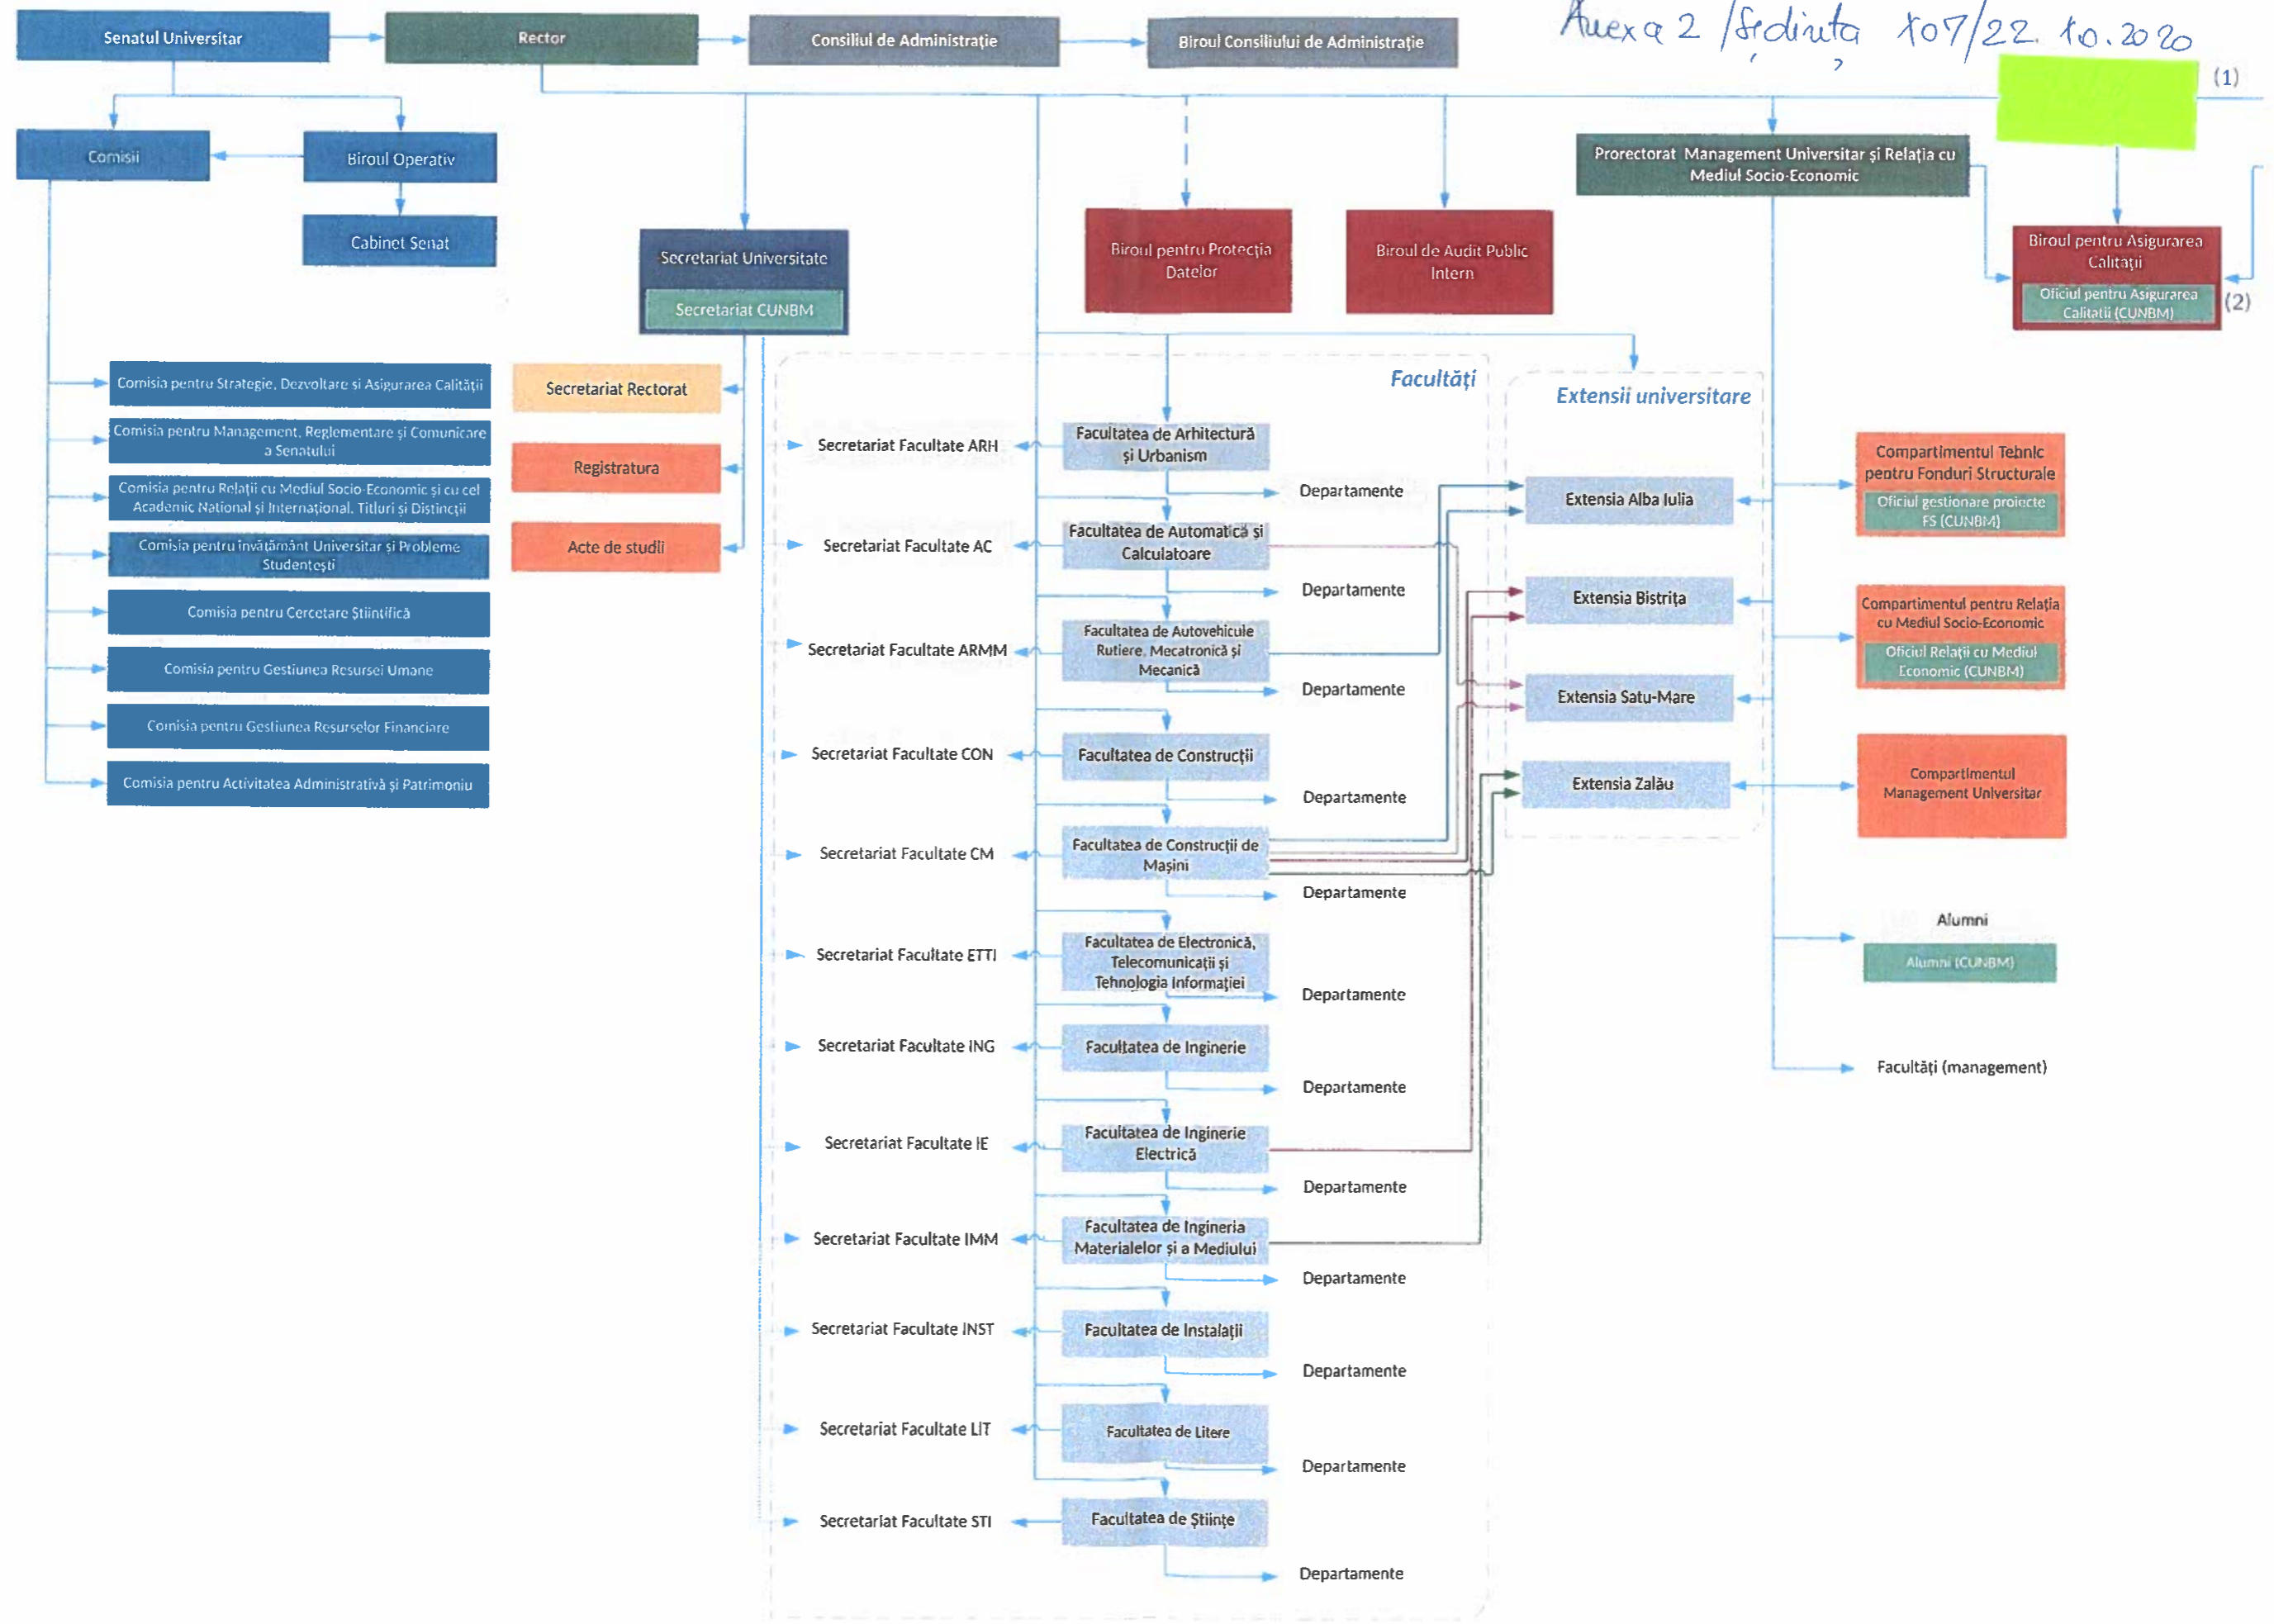 Anexa 2 / Ședința 107/22.10.2020
Senatul Universitar
Rector
Consiliul de Administrație
Biroul Consiliului de Administrație
(1)
Comisii
Biroul Operativ
Cabinet Senat
Secretariat Universitate
Secretariat CUNBM
Biroul pentru Protecția
Datelor
Biroul de Audit Public
Intern
Prorectorat Management Universitar și Relația cu
Mediul Socio-Economic
Biroul pentru Asigurarea
Calității
Oficiul pentru Asigurarea
Calitatii (CUNBM)
(2)
Comisia pentru Strategie, Dezvoltare si Asigurarea Calității
Comisia pentru Management, Reglementare și Comunicare
a Senatului
Comisia pentru Relații cu Mediul Socio-Economic și cu cel
Academic National și Internațional, Titluri și Distincții
Comisia pentru invățământ Universitar și Probleme
Studentești
Comisia pentru Cercetare Științifică
Comisia pentru Gestiunea Resursei Umane
Comisia pentru Gestiunea Resurselor Financiare
Comisia pentru Activitatea Administrativă și Patrimoniu
Secretariat Rectorat
Registratura
Acte de studii
Facultăți
Secretariat Facultate ARH
Facultatea de Arhitectură
și Urbanism
Departamente
Secretariat Facultate AC
Facultatea de Automatică și
Calculatoare
Departamente
Secretariat Facultate ARMM
Facultatea de Autovehicule
Rutiere, Mecatronică și
Mecanică
Departamente
Secretariat Facultate CON
Facultatea de Construcții
Departamente
Secretariat Facultate CM
Facultatea de Construcții de
Mașini
Departamente
Secretariat Facultate ETTI
Facultatea de Electronică,
Telecomunicații și
Tehnologia Informației
Departamente
Secretariat Facultate ING
Facultatea de Inginerie
Departamente
Secretariat Facultate IE
Facultatea de Inginerie
Electrică
Departamente
Secretariat Facultate IMM
Facultatea de Ingineria
Materialelor și a Mediului
Departamente
Secretariat Facultate INST
Facultatea de Instalații
Departamente
Secretariat Facultate LIT
Facultatea de Litere
Departamente
Secretariat Facultate STI
Facultatea de Științe
Departamente
Extensii universitare
Extensia Alba Iulia
Extensia Bistrița
Extensia Satu-Mare
Extensia Zalău
Compartimentul Tehnic
pentru Fonduri Structurale
Oficiul gestionare proiecte
FS (CUNBM)
Compartimentul pentru Relația
cu Mediul Socio-Economic
Oficiul Relații cu Mediul
Economic (CUNBM)
Compartimentul
Management Universitar
Alumni
Alumni (CUNBM)
Facultăți (management)